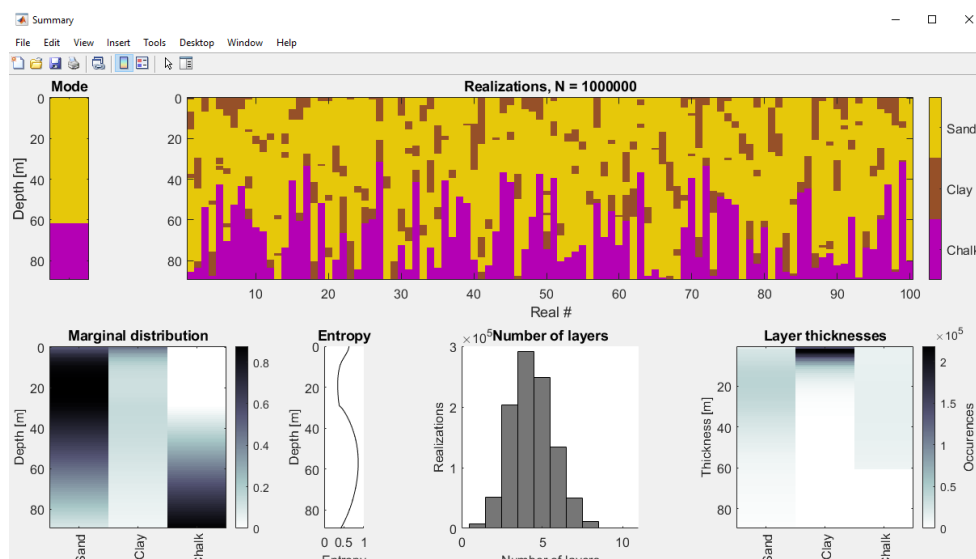 Summary
File Edit View Insert Tools Desktop Window Help
Mode
Realizations, N = 1000000
0
20
40
60
80
Depth [m]
0
20
40
60
80
10 20 30 40 50 60 70 80 90 100
Real #
Sand
Clay
Chalk
Marginal distribution
0
20
40
60
80
Depth [m]
Sand
Clay
Chalk
0.8
0.6
0.4
0.2
0
Entropy
0
20
40
60
80
Depth [m]
0 0.5 1
Entropy
×10⁵
Number of layers
3
2
1
0
Realizations
0 5 10
Number of layers
Layer thicknesses
20
40
60
80
Thickness [m]
Sand
Clay
Chalk
×10⁵
2
1.5
1
0.5
0
Occurences